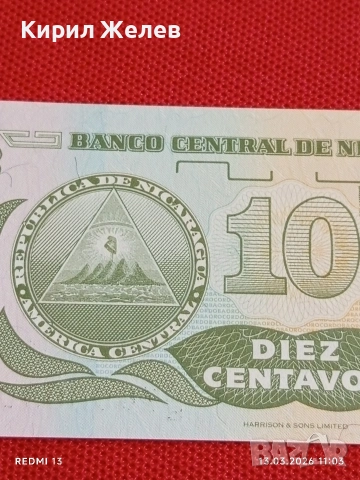 Кирил Желев
BANCO CENTRAL DE NI
REPUBLICA DE NICARAGUA
AMERICA CENTRAL
10
DIEZ
CENTAVO
HARRISON & SONS LIMITED
REDMI 13
13.03.2026 11:03